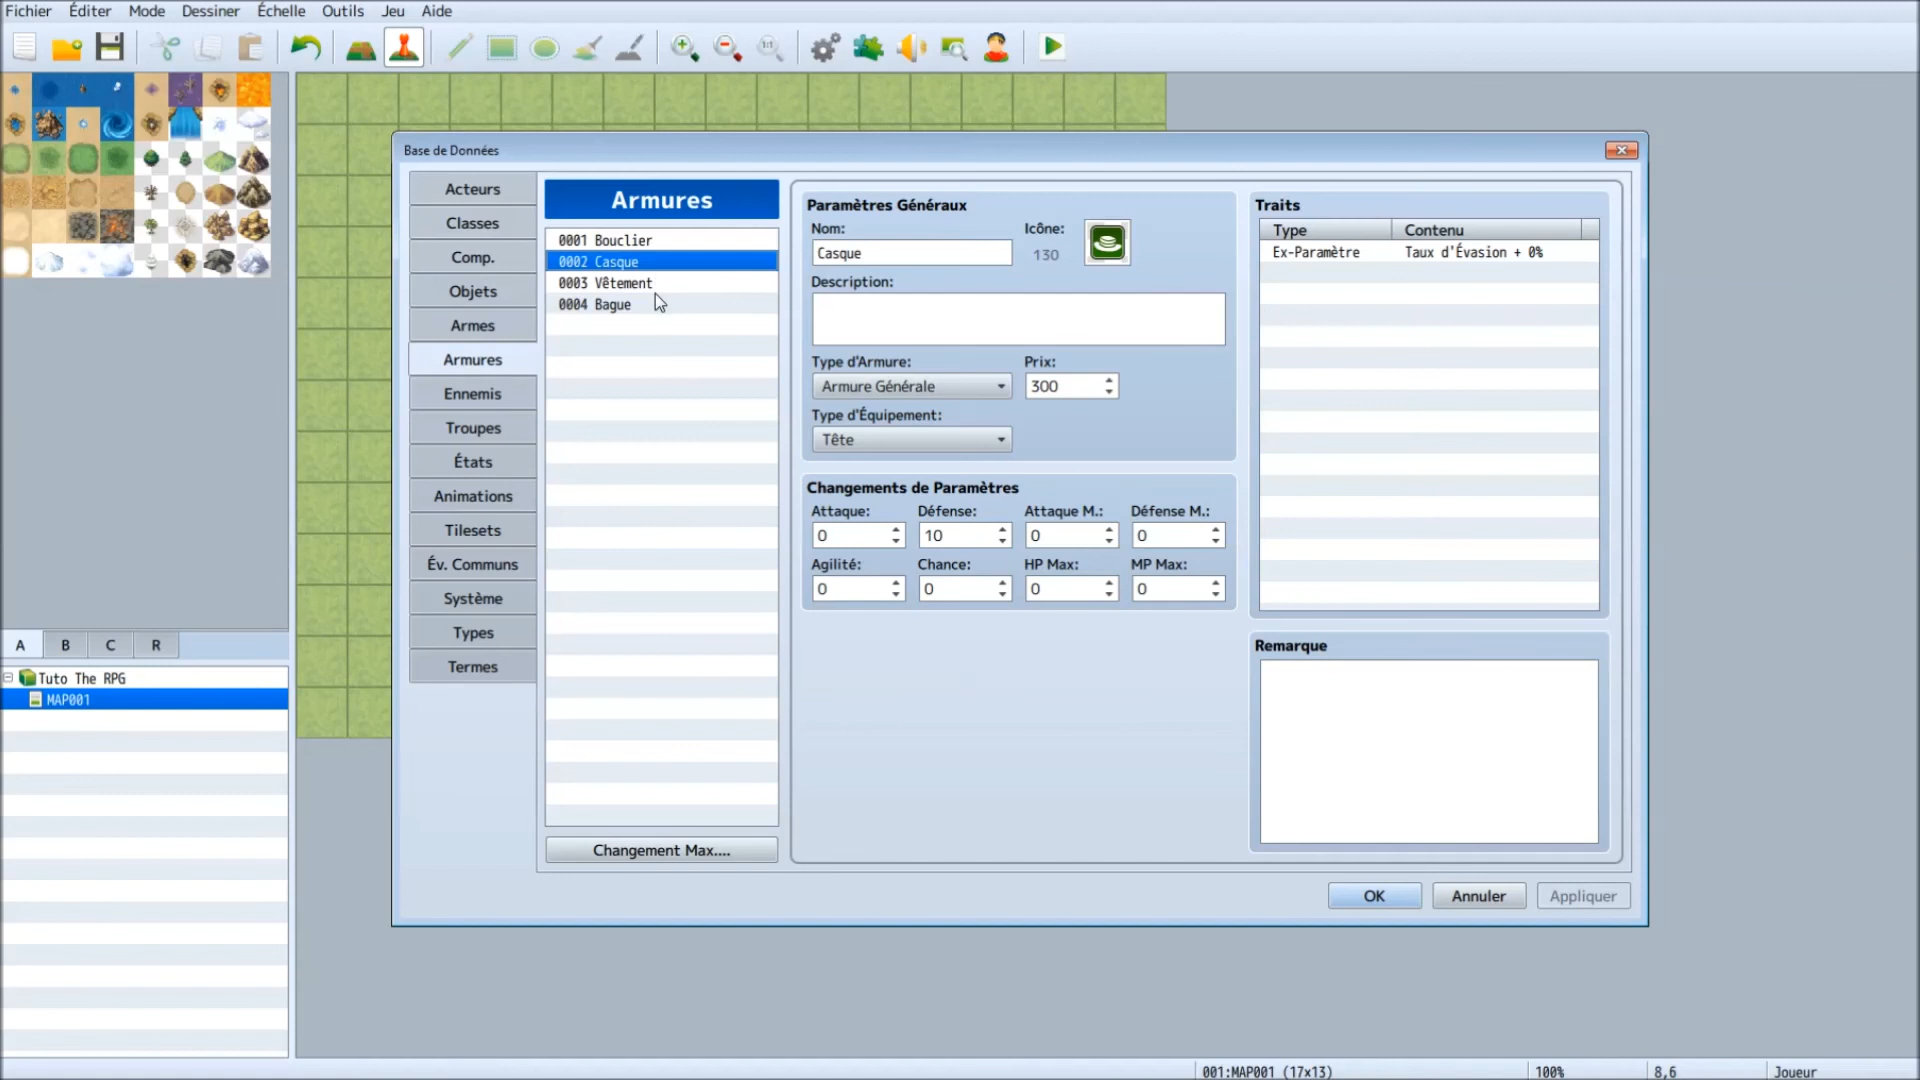 Fichier Éditer Mode Dessiner Échelle Outils Jeu Aide
1:1
Base de Données
Acteurs
Classes
Comp.
Objets
Armes
Armures
Ennemis
Troupes
États
Animations
Tilesets
Év. Communs
Système
Types
Termes
Armures
0001 Bouclier
0002 Casque
0003 Vêtement
0004 Bague
Changement Max....
Paramètres Généraux
Nom: Icône:
Casque 130
Description:
Type d'Armure: Prix:
Armure Générale 300
Type d'Équipement:
Tête
Changements de Paramètres
Attaque: Défense: Attaque M.: Défense M.:
0 10 0 0
Agilité: Chance: HP Max: MP Max:
0 0 0 0
Traits
Type Contenu
Ex-Paramètre Taux d'Évasion + 0%
Remarque
OK Annuler Appliquer
A B C R
Tuto The RPG
MAP001
001:MAP001 (17x13) 100% 8,6 Joueur